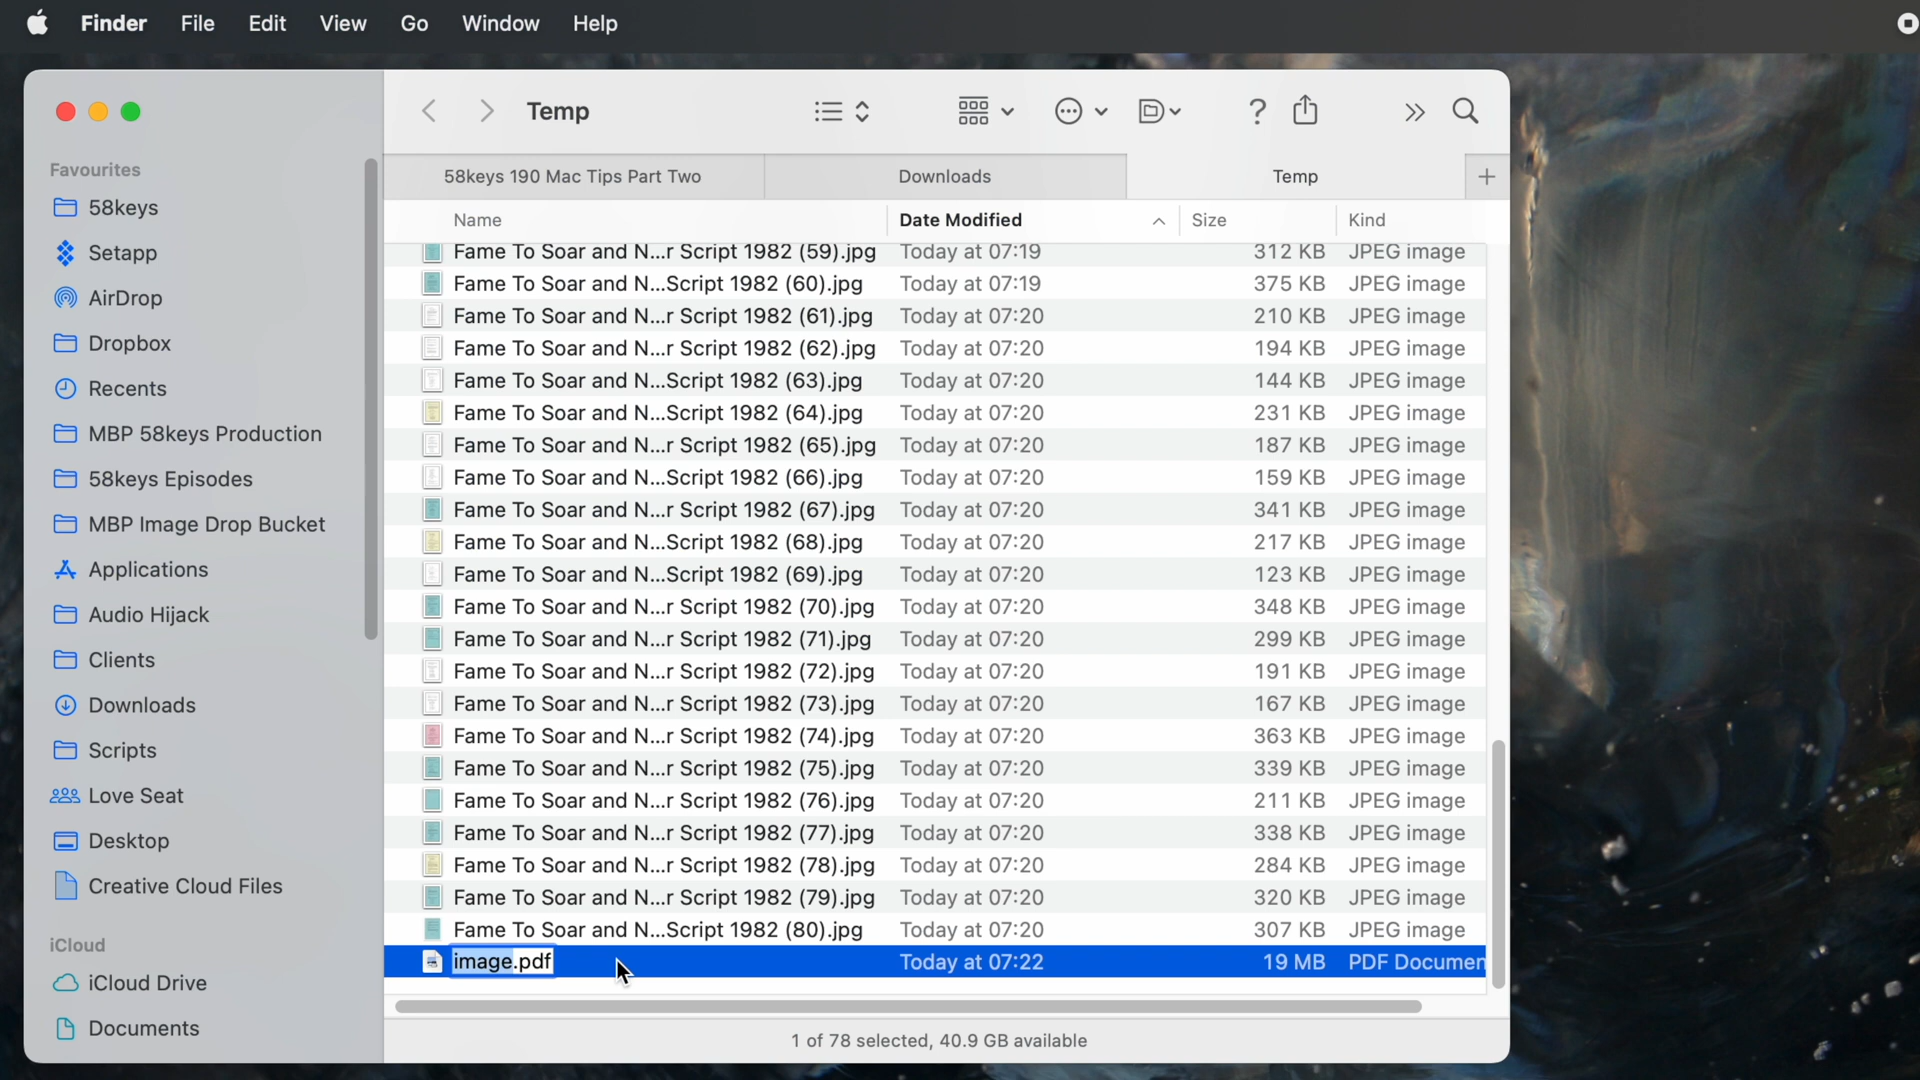 Finder File Edit View Go Window Help
Temp
58keys 190 Mac Tips Part Two Downloads Temp
Name Date Modified Size Kind
Favourites
58keys
Setapp
AirDrop
Dropbox
Recents
MBP 58keys Production
58keys Episodes
MBP Image Drop Bucket
Applications
Audio Hijack
Clients
Downloads
Scripts
Love Seat
Desktop
Creative Cloud Files
iCloud
iCloud Drive
Documents
Fame To Soar and N...r Script 1982 (59).jpg Today at 07:19 312 KB JPEG image
Fame To Soar and N...Script 1982 (60).jpg Today at 07:19 375 KB JPEG image
Fame To Soar and N...r Script 1982 (61).jpg Today at 07:20 210 KB JPEG image
Fame To Soar and N...r Script 1982 (62).jpg Today at 07:20 194 KB JPEG image
Fame To Soar and N...Script 1982 (63).jpg Today at 07:20 144 KB JPEG image
Fame To Soar and N...Script 1982 (64).jpg Today at 07:20 231 KB JPEG image
Fame To Soar and N...r Script 1982 (65).jpg Today at 07:20 187 KB JPEG image
Fame To Soar and N...Script 1982 (66).jpg Today at 07:20 159 KB JPEG image
Fame To Soar and N...r Script 1982 (67).jpg Today at 07:20 341 KB JPEG image
Fame To Soar and N...Script 1982 (68).jpg Today at 07:20 217 KB JPEG image
Fame To Soar and N...Script 1982 (69).jpg Today at 07:20 123 KB JPEG image
Fame To Soar and N...r Script 1982 (70).jpg Today at 07:20 348 KB JPEG image
Fame To Soar and N...r Script 1982 (71).jpg Today at 07:20 299 KB JPEG image
Fame To Soar and N...r Script 1982 (72).jpg Today at 07:20 191 KB JPEG image
Fame To Soar and N...r Script 1982 (73).jpg Today at 07:20 167 KB JPEG image
Fame To Soar and N...r Script 1982 (74).jpg Today at 07:20 363 KB JPEG image
Fame To Soar and N...r Script 1982 (75).jpg Today at 07:20 339 KB JPEG image
Fame To Soar and N...r Script 1982 (76).jpg Today at 07:20 211 KB JPEG image
Fame To Soar and N...r Script 1982 (77).jpg Today at 07:20 338 KB JPEG image
Fame To Soar and N...r Script 1982 (78).jpg Today at 07:20 284 KB JPEG image
Fame To Soar and N...r Script 1982 (79).jpg Today at 07:20 320 KB JPEG image
Fame To Soar and N...Script 1982 (80).jpg Today at 07:20 307 KB JPEG image
image.pdf Today at 07:22 19 MB PDF Documen
1 of 78 selected, 40.9 GB available